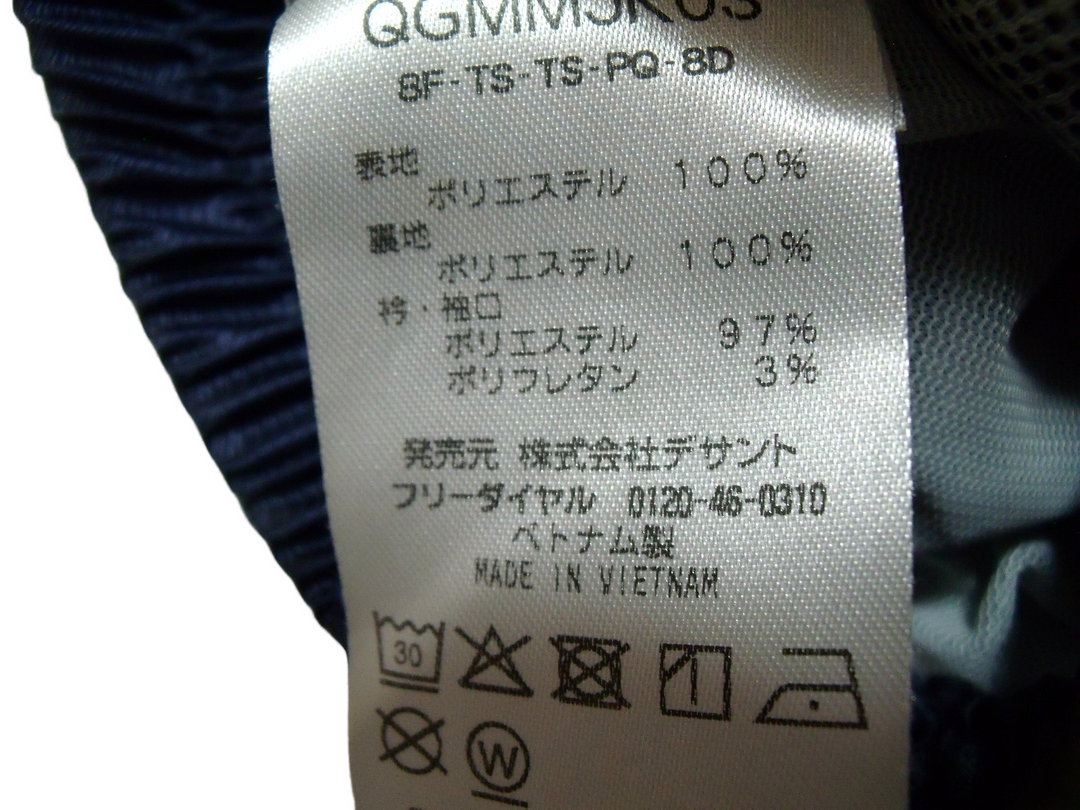 QGMMJK03
8F-TS-TS-PQ-8D
表地
ポリエステル 100%
裏地
ポリエステル 100%
衿・袖口
ポリエステル 97%
ポリウレタン 3%
発売元 株式会社デサント
フリーダイヤル 0120-46-0310
ベトナム製
MADE IN VIETNAM
30
W